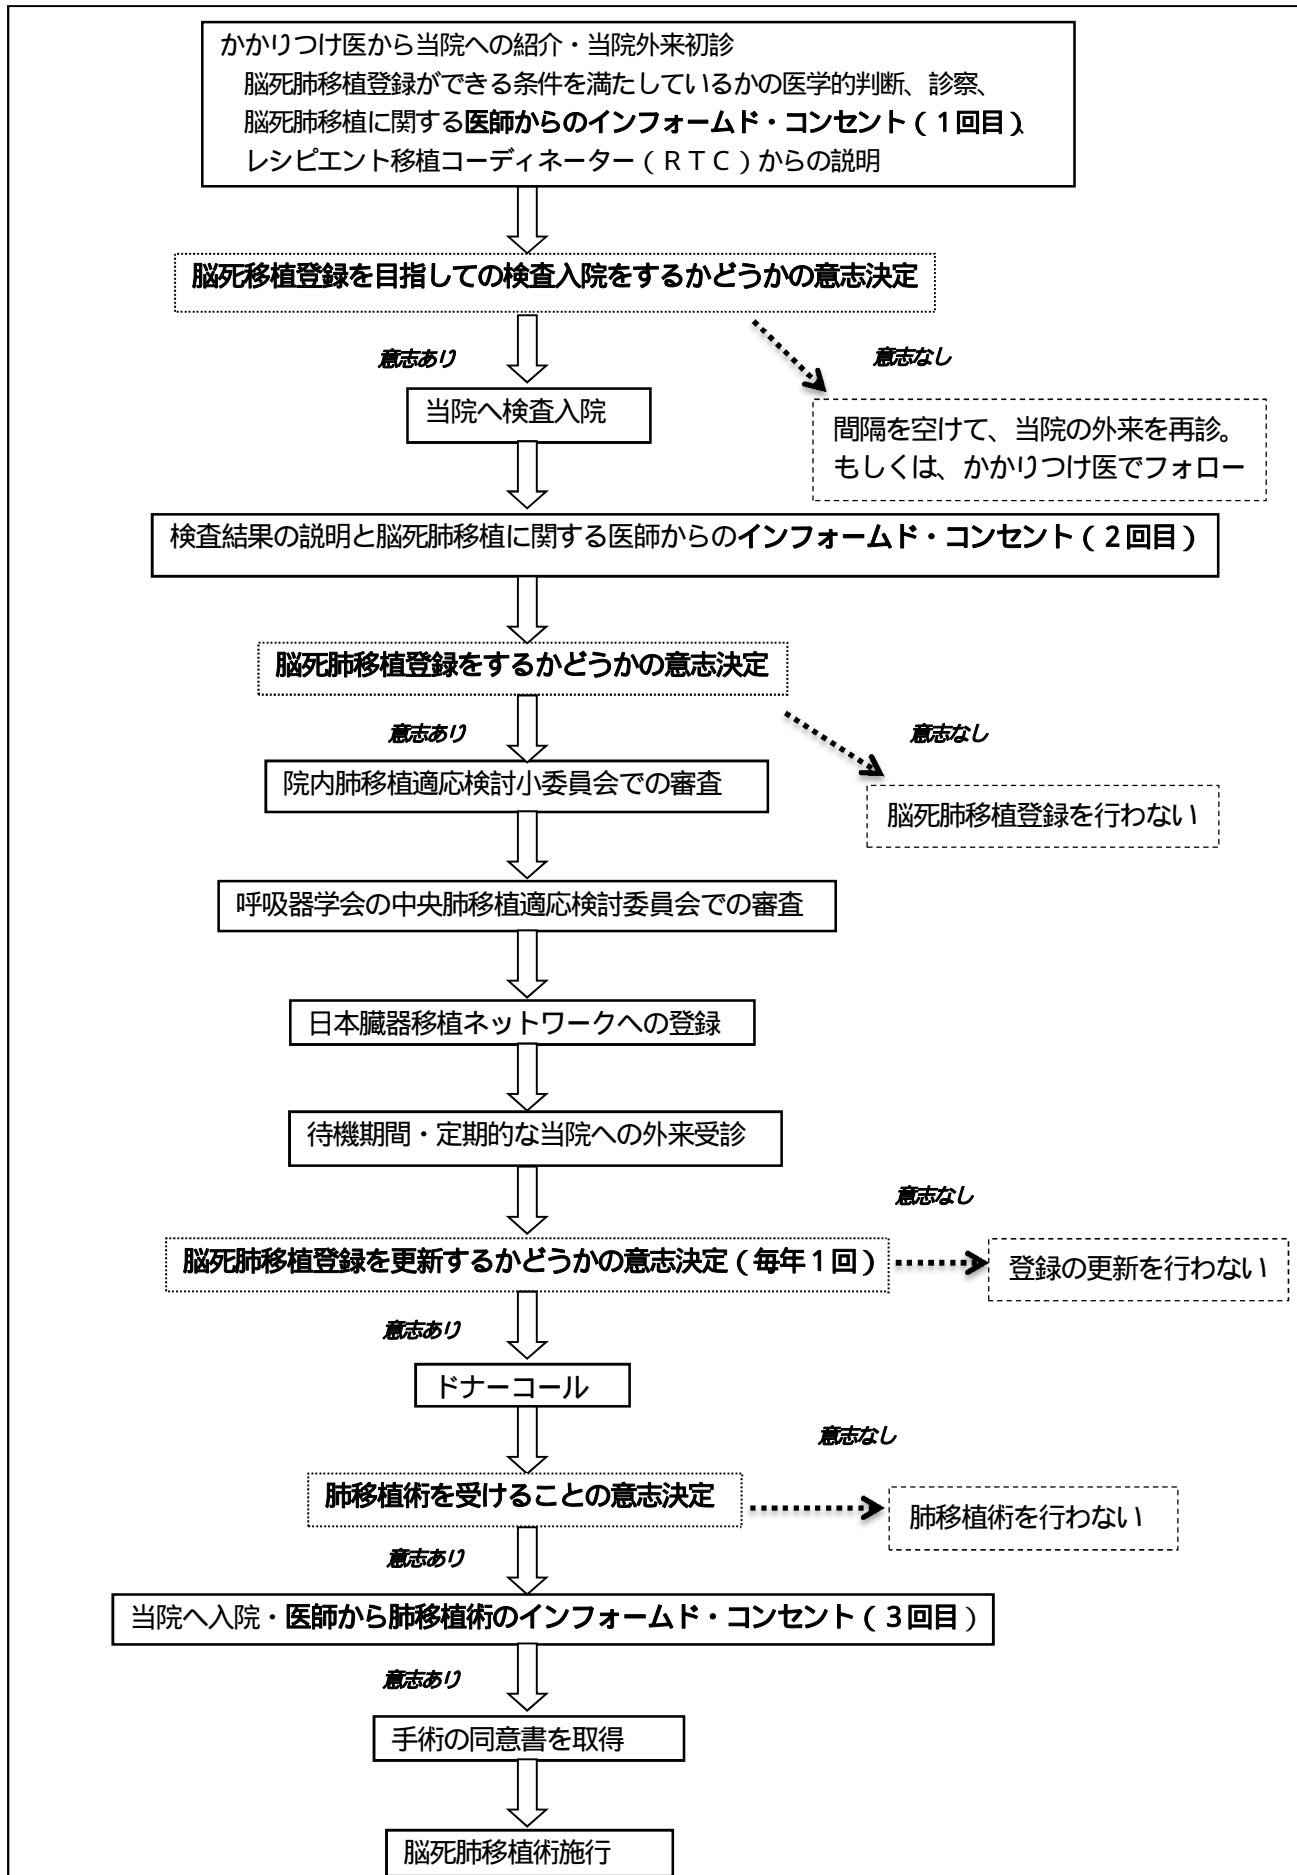 かかりつけ医から当院への紹介・当院外来初診
脳死肺移植登録ができる条件を満たしているかの医学的判断、診察、
脳死肺移植に関する医師からのインフォームド・コンセント（１回目）、
レシピエント移植コーディネーター（ＲＴＣ）からの説明
脳死移植登録を目指しての検査入院をするかどうかの意志決定
意志あり
意志なし
当院へ検査入院
間隔を空けて、当院の外来を再診。
もしくは、かかりつけ医でフォロー
検査結果の説明と脳死肺移植に関する医師からのインフォームド・コンセント（２回目）
脳死肺移植登録をするかどうかの意志決定
意志あり
意志なし
院内肺移植適応検討小委員会での審査
脳死肺移植登録を行わない
呼吸器学会の中央肺移植適応検討委員会での審査
日本臓器移植ネットワークへの登録
待機期間・定期的な当院への外来受診
意志なし
脳死肺移植登録を更新するかどうかの意志決定（毎年１回）
登録の更新を行わない
意志あり
ドナーコール
意志なし
肺移植術を受けることの意志決定
肺移植術を行わない
意志あり
当院へ入院・医師から肺移植術のインフォームド・コンセント（３回目）
意志あり
手術の同意書を取得
脳死肺移植術施行